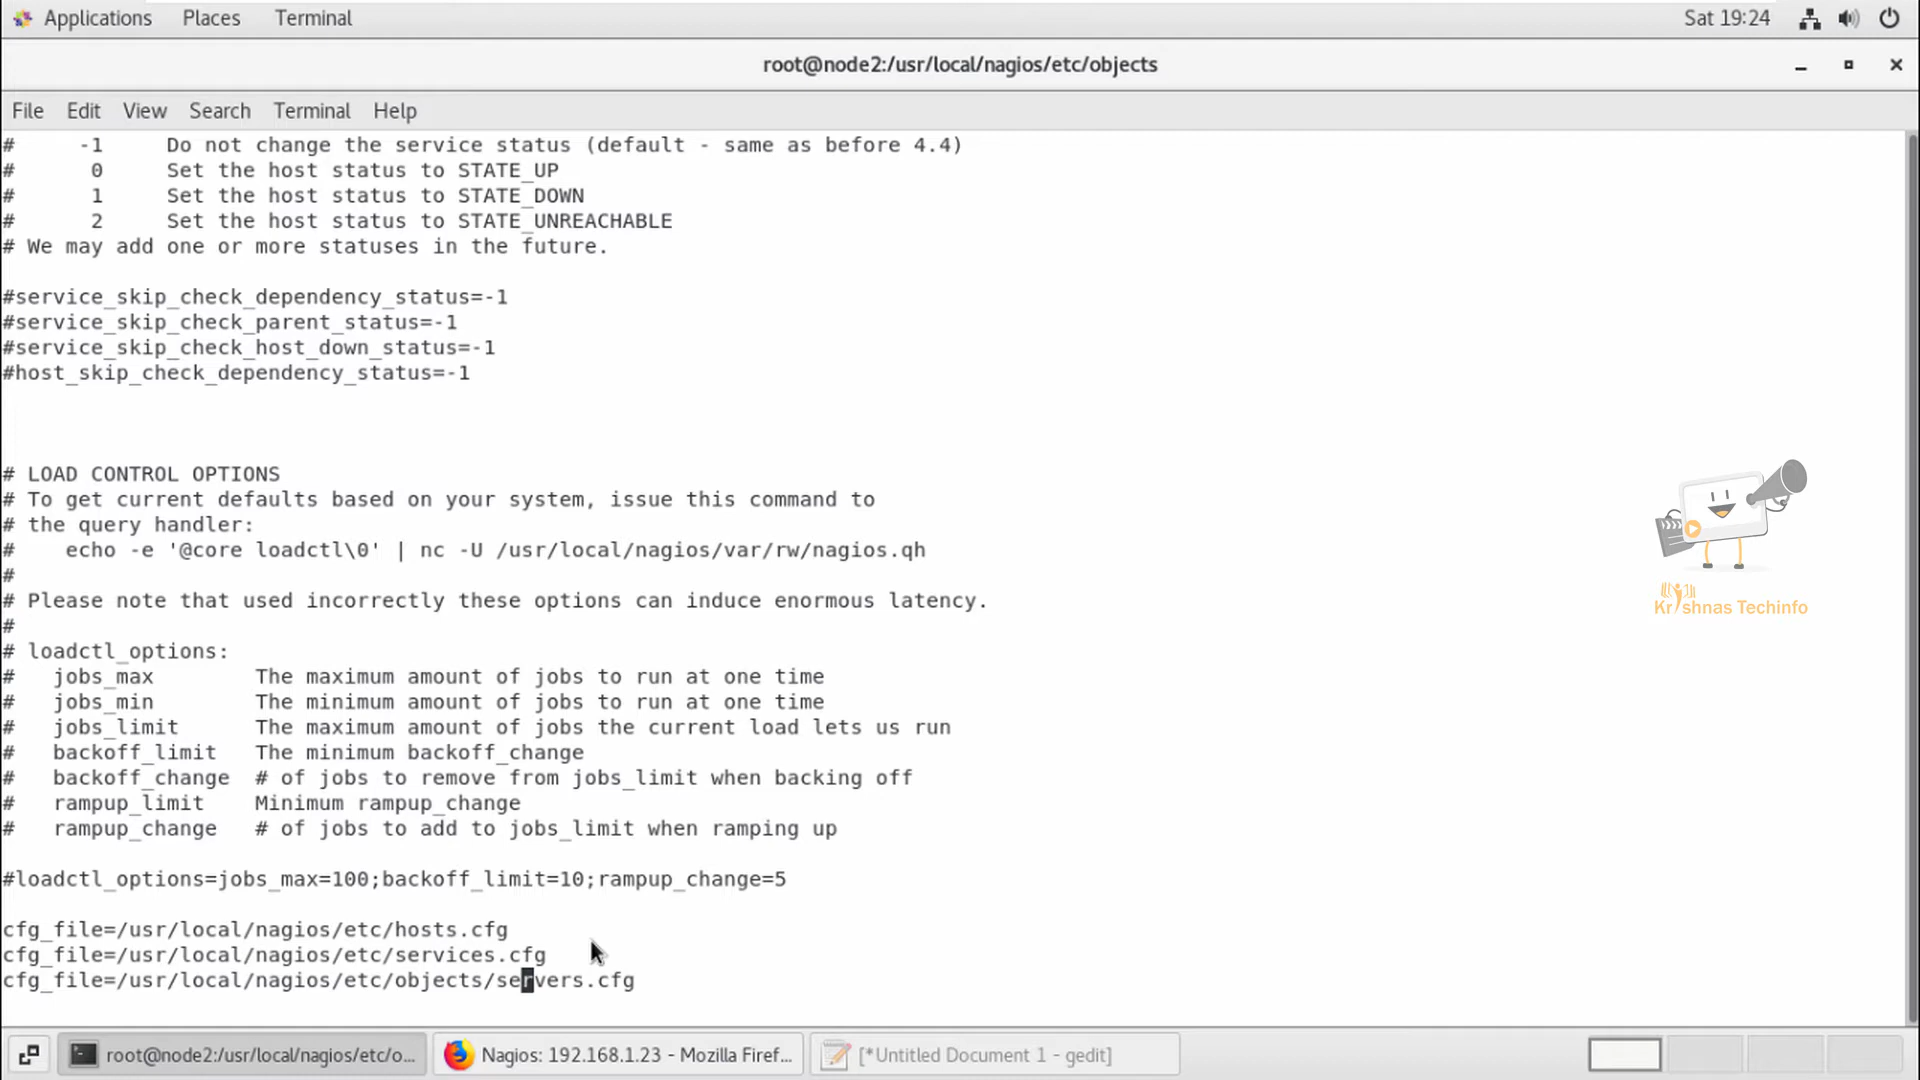 Applications Places Terminal Sat 19:24
root@node2:/usr/local/nagios/etc/objects
File Edit View Search Terminal Help
#      -1     Do not change the service status (default - same as before 4.4)
#       0     Set the host status to STATE_UP
#       1     Set the host status to STATE_DOWN
#       2     Set the host status to STATE_UNREACHABLE
# We may add one or more statuses in the future.
#service_skip_check_dependency_status=-1
#service_skip_check_parent_status=-1
#service_skip_check_host_down_status=-1
#host_skip_check_dependency_status=-1
# LOAD CONTROL OPTIONS
# To get current defaults based on your system, issue this command to
# the query handler:
#    echo -e '@core loadctl\0' | nc -U /usr/local/nagios/var/rw/nagios.qh
#
# Please note that used incorrectly these options can induce enormous latency.
#
# loadctl_options:
#   jobs_max        The maximum amount of jobs to run at one time
#   jobs_min        The minimum amount of jobs to run at one time
#   jobs_limit      The maximum amount of jobs the current load lets us run
#   backoff_limit   The minimum backoff_change
#   backoff_change  # of jobs to remove from jobs_limit when backing off
#   rampup_limit    Minimum rampup_change
#   rampup_change   # of jobs to add to jobs_limit when ramping up
#loadctl_options=jobs_max=100;backoff_limit=10;rampup_change=5
cfg_file=/usr/local/nagios/etc/hosts.cfg
cfg_file=/usr/local/nagios/etc/services.cfg
cfg_file=/usr/local/nagios/etc/objects/servers.cfg
Krishnas Techinfo
root@node2:/usr/local/nagios/etc/o... Nagios: 192.168.1.23 - Mozilla Firef... [*Untitled Document 1 - gedit]